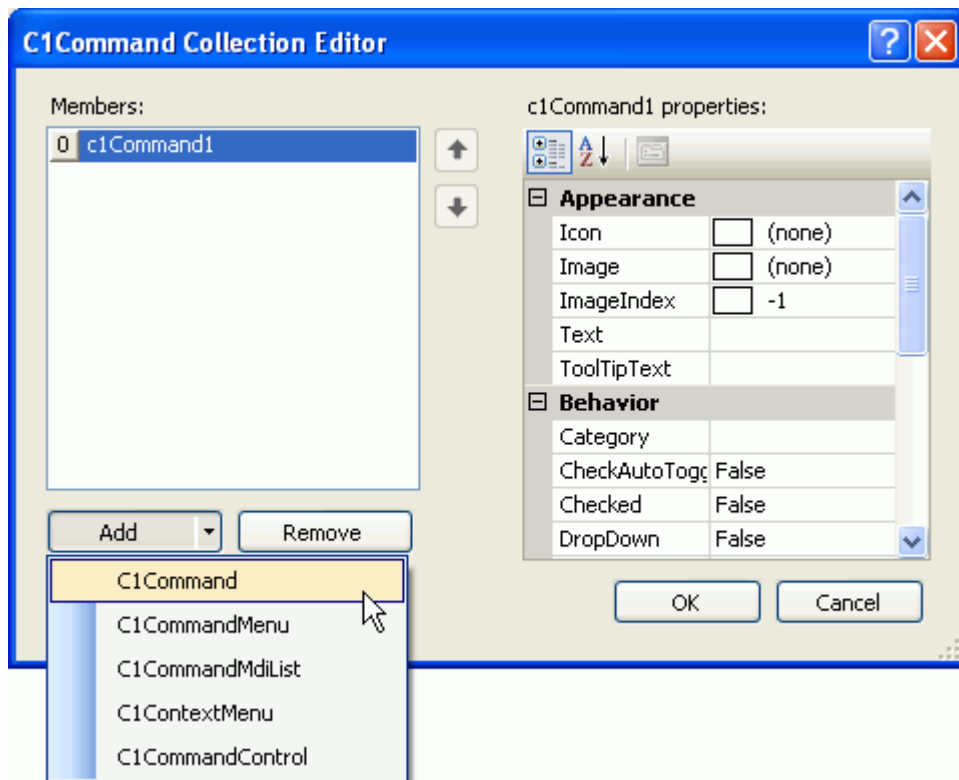 C1Command Collection Editor
Members:
0 c1Command1
Add
Remove
C1Command
C1CommandMenu
C1CommandMdiList
C1ContextMenu
C1CommandControl
c1Command1 properties:
A
Z
Appearance
Icon (none)
Image (none)
ImageIndex -1
Text
ToolTipText
Behavior
Category
CheckAutoTogg False
Checked False
DropDown False
OK
Cancel